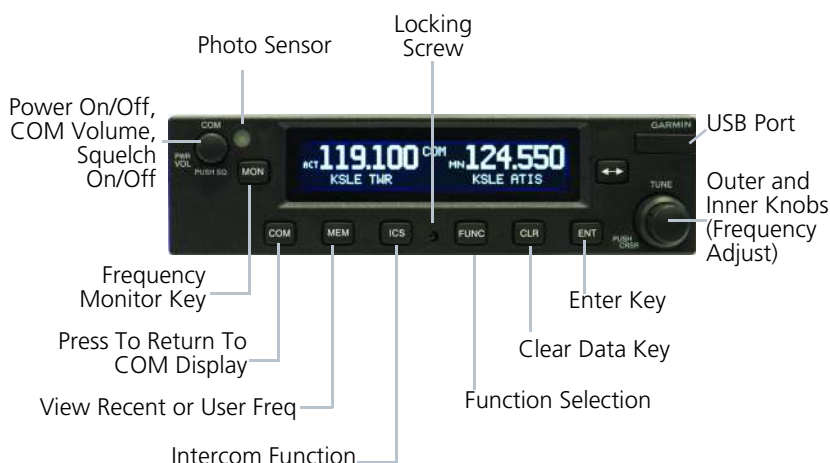 Photo Sensor
Locking
Screw
Power On/Off,
COM Volume,
Squelch
On/Off
USB Port
Outer and
Inner Knobs
(Frequency
Adjust)
COM
GARMIN
PWR
VOL
PUSH SQ
MON
ACT 119.100 COM MN 124.550
KSLE TWR KSLE ATIS
TUNE
PUSH
CRSR
COM MEM ICS FUNC CLR ENT
Frequency
Monitor Key
Enter Key
Press To Return To
COM Display
Clear Data Key
View Recent or User Freq
Function Selection
Intercom Function